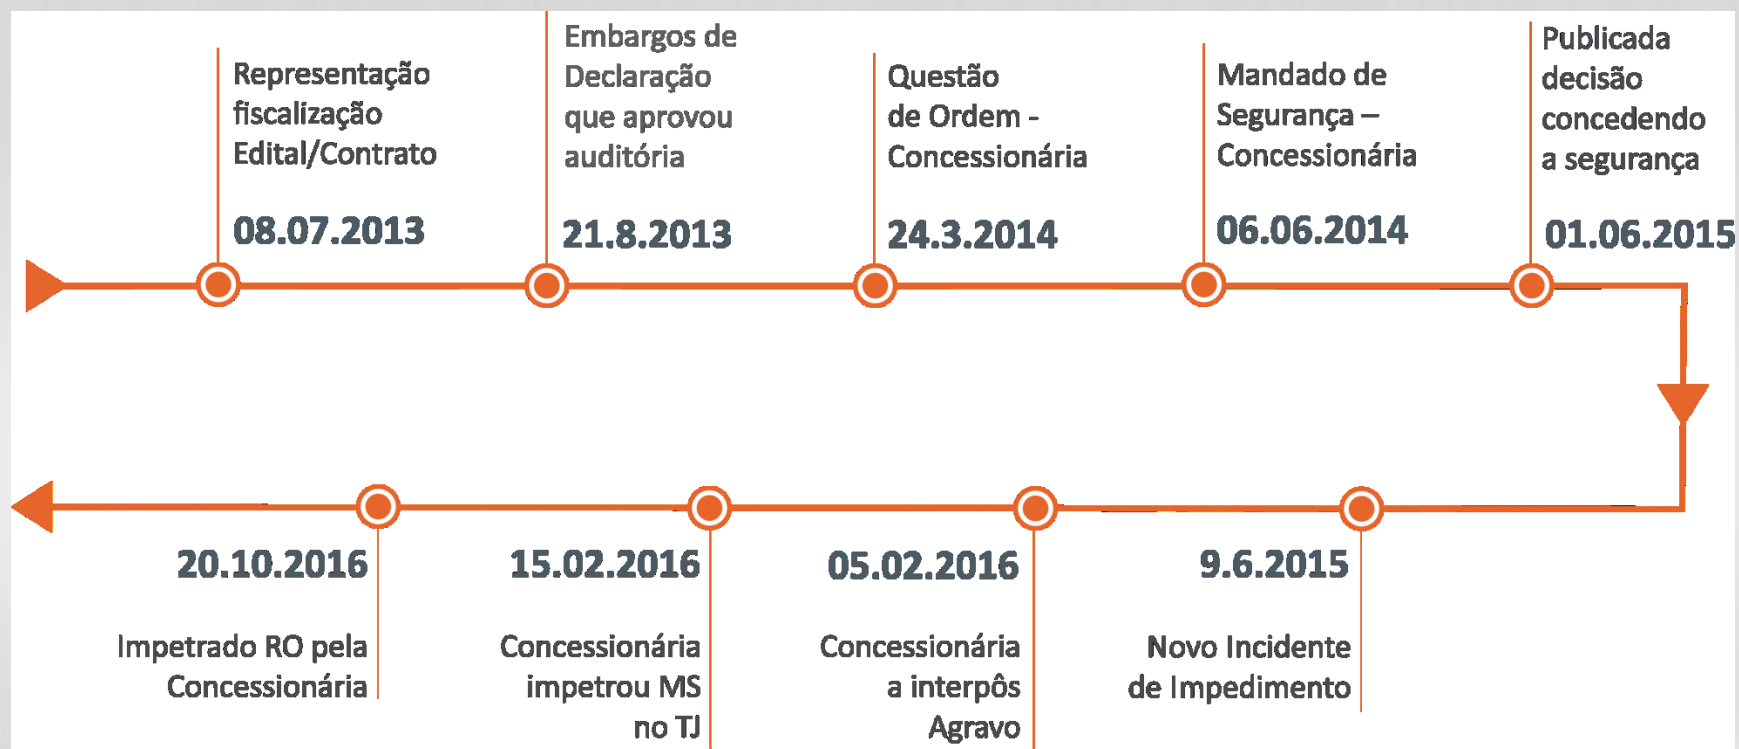 Representação
fiscalização
Edital/Contrato
08.07.2013
Embargos de
Declaração
que aprovou
auditória
21.8.2013
Questão
de Ordem -
Concessionária
24.3.2014
Mandado de
Segurança –
Concessionária
06.06.2014
Publicada
decisão
concedendo
a segurança
01.06.2015
9.6.2015
Novo Incidente
de Impedimento
05.02.2016
Concessionária
a interpôs
Agravo
15.02.2016
Concessionária
impetrou MS
no TJ
20.10.2016
Impetrado RO pela
Concessionária